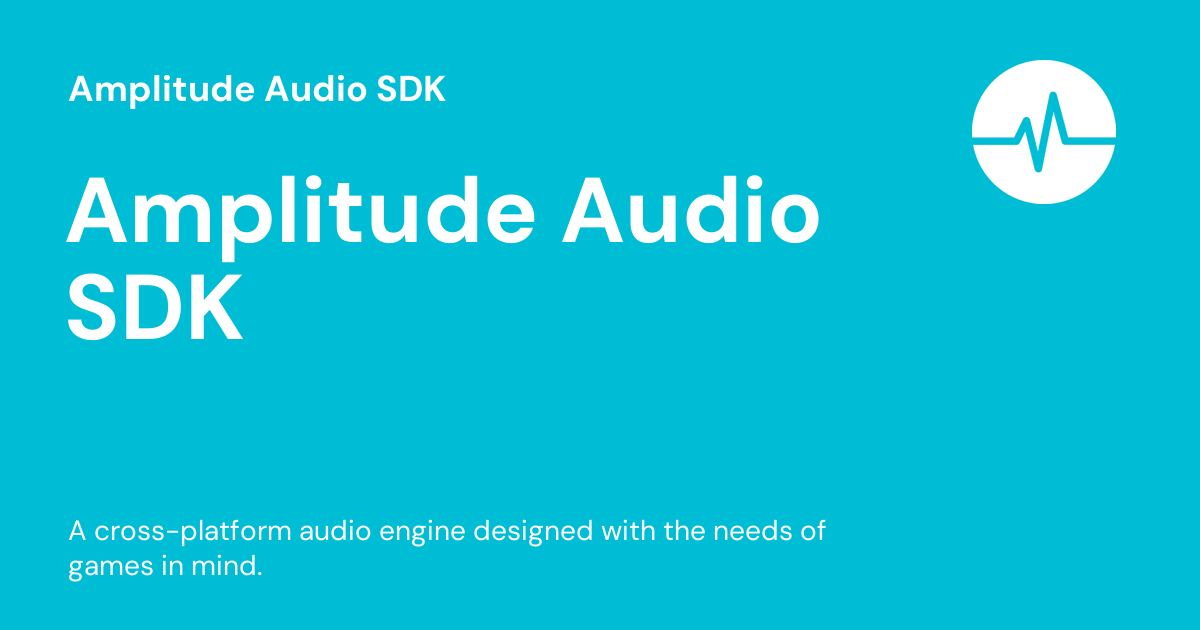 Amplitude Audio SDK
Amplitude Audio
SDK
A cross-platform audio engine designed with the needs of
games in mind.